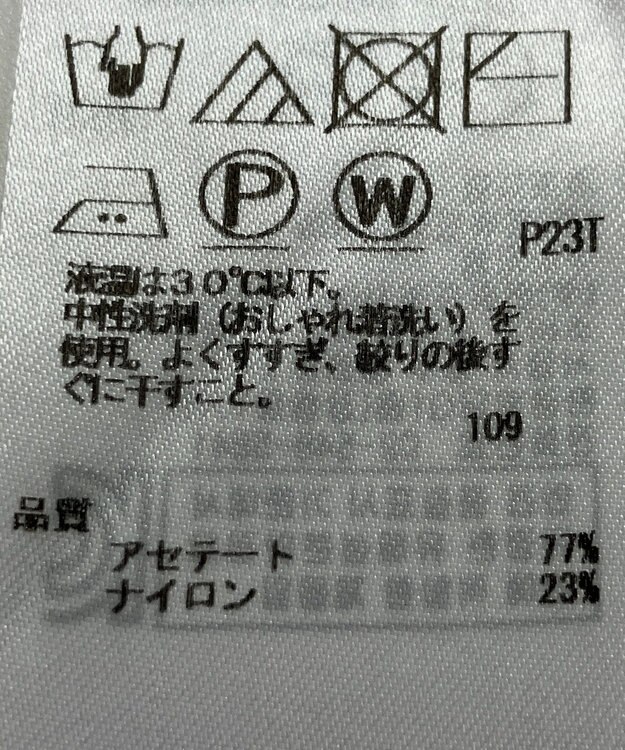 P
W
P23T
液温は30℃以下。
中性洗剤（おしゃれ着洗い）を
使用。よくすすぎ、絞りの後す
ぐに干すこと。
109
品質
アセテート 77%
ナイロン 23%